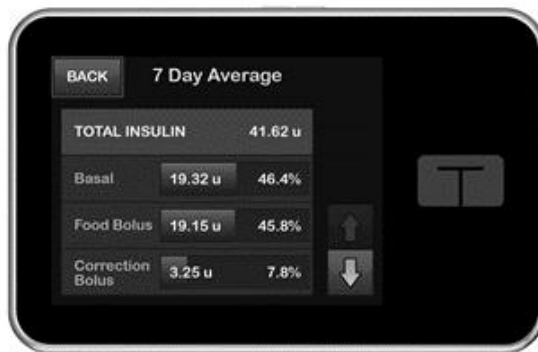 BACK 7 Day Average
TOTAL INSULIN 41.62 u
Basal 19.32 u 46.4%
Food Bolus 19.15 u 45.8%
Correction
Bolus 3.25 u 7.8%